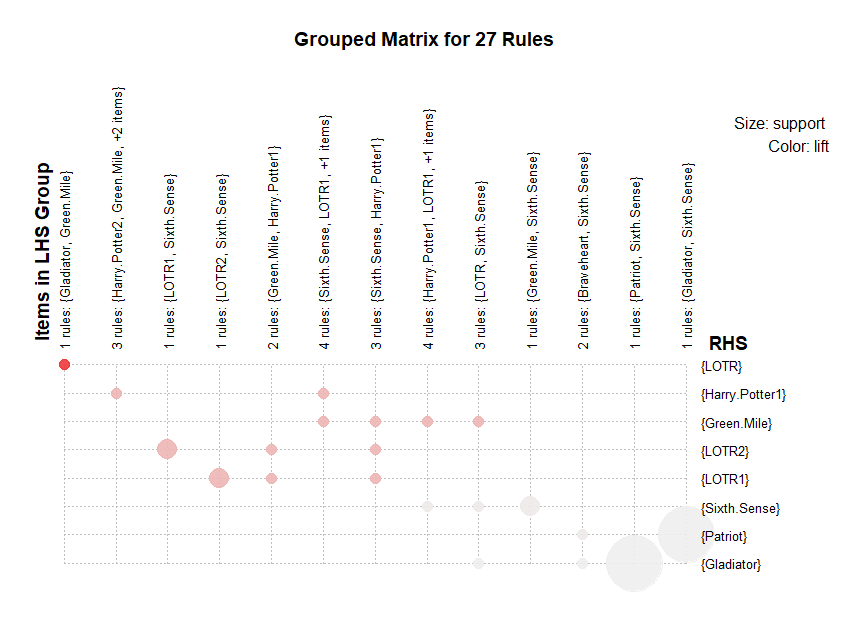 Grouped Matrix for 27 Rules
Size: support
Color: lift
Items in LHS Group
1 rules: {Gladiator, Green.Mile}
3 rules: {Harry.Potter2, Green.Mile, +2 items}
1 rules: {LOTR1, Sixth.Sense}
1 rules: {LOTR2, Sixth.Sense}
2 rules: {Green.Mile, Harry.Potter1}
4 rules: {Sixth.Sense, LOTR1, +1 items}
3 rules: {Sixth.Sense, Harry.Potter1}
4 rules: {Harry.Potter1, LOTR1, +1 items}
3 rules: {LOTR, Sixth.Sense}
1 rules: {Green.Mile, Sixth.Sense}
2 rules: {Braveheart, Sixth.Sense}
1 rules: {Patriot, Sixth.Sense}
1 rules: {Gladiator, Sixth.Sense}
RHS
{LOTR}
{Harry.Potter1}
{Green.Mile}
{LOTR2}
{LOTR1}
{Sixth.Sense}
{Patriot}
{Gladiator}